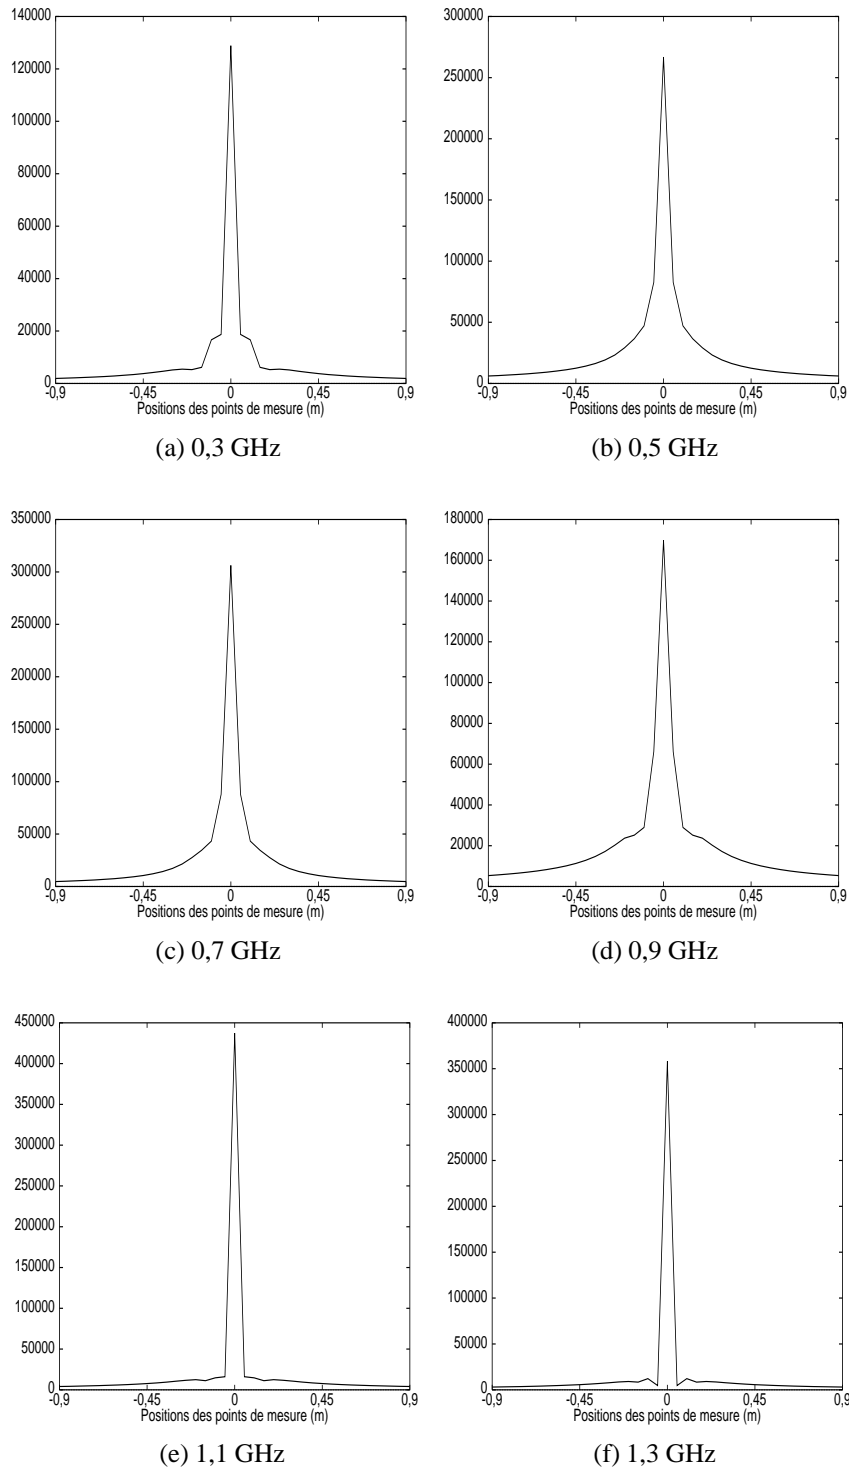 140000
120000
100000
80000
60000
40000
20000
0
-0,9 -0,45 0 0,45 0,9
Positions des points de mesure (m)
(a) 0,3 GHz
300000
250000
200000
150000
100000
50000
0
-0,9 -0,45 0 0,45 0,9
Positions des points de mesure (m)
(b) 0,5 GHz
350000
300000
250000
200000
150000
100000
50000
0
-0,9 -0,45 0 0,45 0,9
Positions des points de mesure (m)
(c) 0,7 GHz
180000
160000
140000
120000
100000
80000
60000
40000
20000
0
-0,9 -0,45 0 0,45 0,9
Positions des points de mesure (m)
(d) 0,9 GHz
450000
400000
350000
300000
250000
200000
150000
100000
50000
0
-0,9 -0,45 0 0,45 0,9
Positions des points de mesure (m)
(e) 1,1 GHz
400000
350000
300000
250000
200000
150000
100000
50000
0
-0,9 -0,45 0 0,45 0,9
Positions des points de mesure (m)
(f) 1,3 GHz